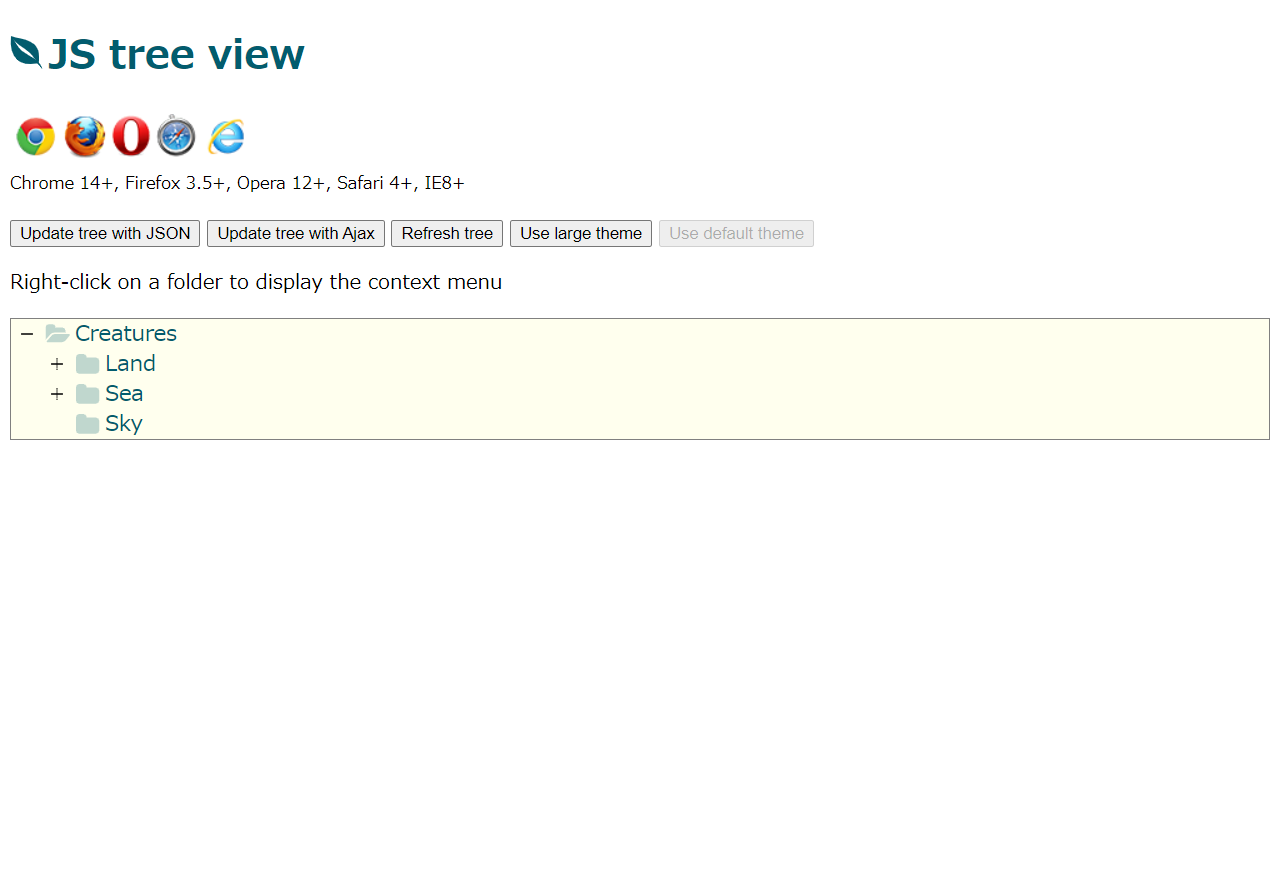 JS tree view
Chrome 14+, Firefox 3.5+, Opera 12+, Safari 4+, IE8+
Update tree with JSON Update tree with Ajax Refresh tree Use large theme Use default theme
Right-click on a folder to display the context menu
Creatures
Land
Sea
Sky